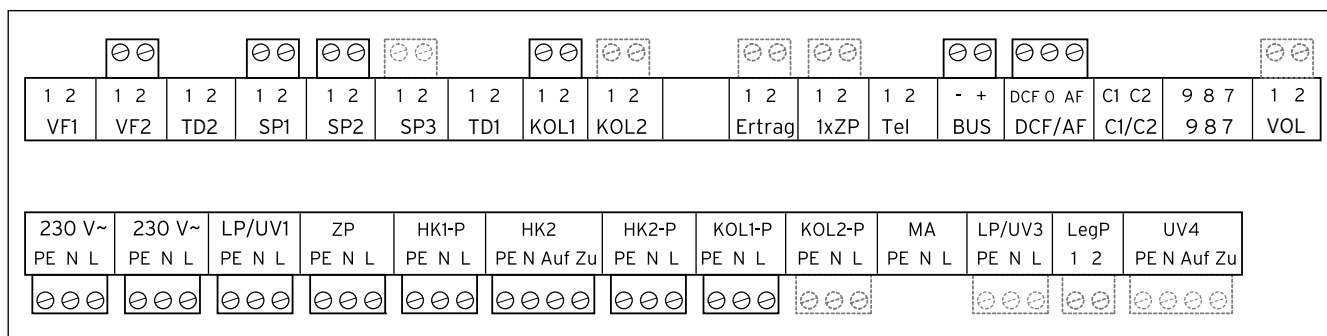 1 2 1 2 1 2 1 2 1 2 1 2 1 2 1 2 1 2 1 2 1 2 1 2 - + DCF O AF C1 C2 9 8 7 1 2
VF1 VF2 TD2 SP1 SP2 SP3 TD1 KOL1 KOL2 Ertrag 1xZP Tel BUS DCF/AF C1/C2 9 8 7 VOL
230 V~ 230 V~ LP/UV1 ZP HK1-P HK2 HK2-P KOL1-P KOL2-P MA LP/UV3 LegP UV4
PE N L PE N L PE N L PE N L PE N L PE N Auf Zu PE N L PE N L PE N L PE N L PE N L 1 2 PE N Auf Zu